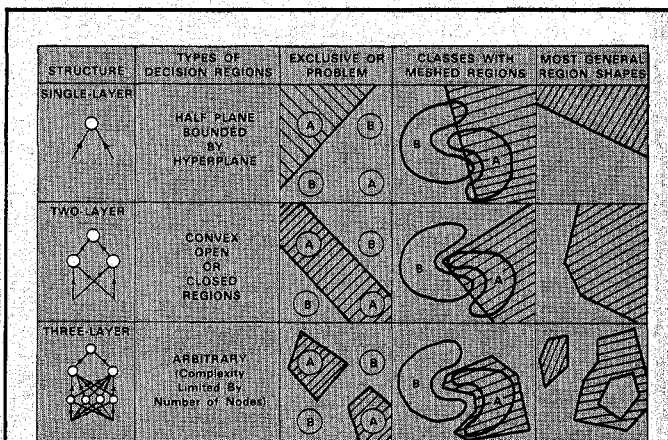 STRUCTURE
TYPES OF
DECISION REGIONS
EXCLUSIVE OR
PROBLEM
CLASSES WITH
MESHED REGIONS
MOST GENERAL
REGION SHAPES
SINGLE-LAYER
HALF PLANE
BOUNDED
BY
HYPERPLANE
A
B
B
A
B
A
TWO-LAYER
CONVEX
OPEN
OR
CLOSED
REGIONS
A
B
B
A
B
A
THREE-LAYER
ARBITRARY
(Complexity
Limited By
Number of Nodes)
A
B
B
A
B
A